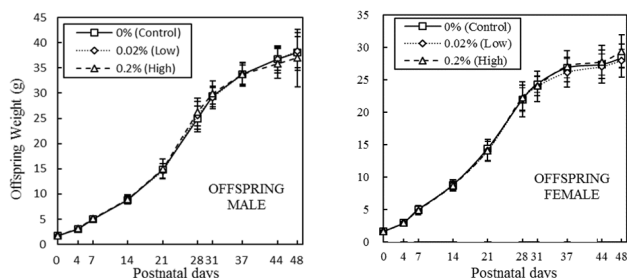 45
40
35
30
25
20
15
10
5
0
Offspring Weight (g)
0% (Control)
0.02% (Low)
0.2% (High)
OFFSPRING
MALE
0 4 7 14 21 28 31 37 44 48
Postnatal days
35
30
25
20
15
10
5
0
0% (Control)
0.02% (Low)
0.2% (High)
OFFSPRING
FEMALE
0 4 7 14 21 28 31 37 44 48
Postnatal days